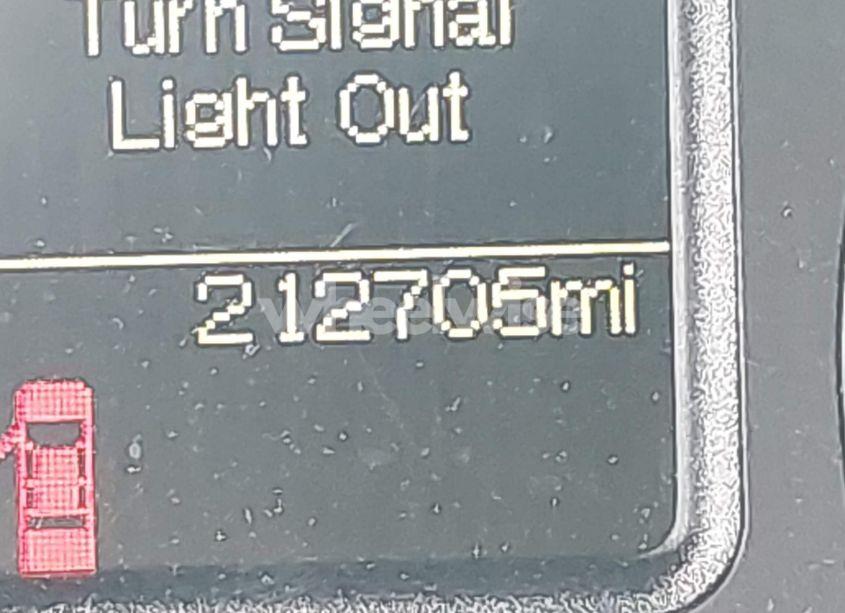 Turn Signal
Light Out
212705mi